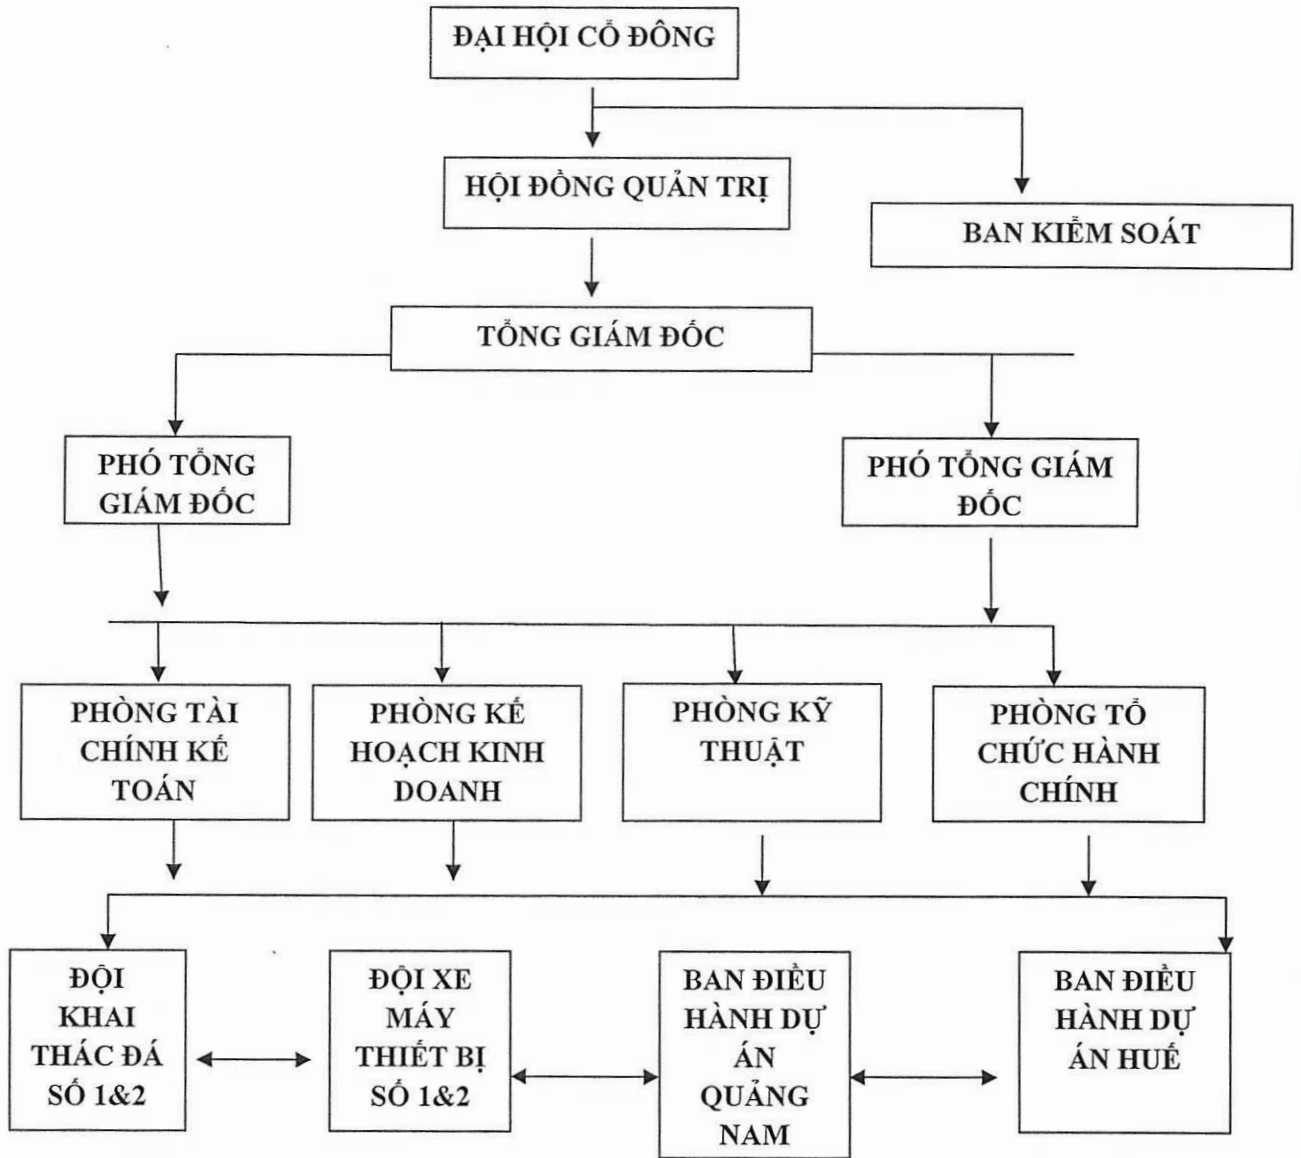 ĐẠI HỘI CỔ ĐÔNG
HỘI ĐỒNG QUẢN TRỊ
BAN KIỂM SOÁT
TỔNG GIÁM ĐỐC
PHÓ TỔNG
GIÁM ĐỐC
PHÓ TỔNG GIÁM
ĐỐC
PHÒNG TÀI
CHÍNH KẾ
TOÁN
PHÒNG KẾ
HOẠCH KINH
DOANH
PHÒNG KỸ
THUẬT
PHÒNG TỔ
CHỨC HÀNH
CHÍNH
ĐỘI
KHAI
THÁC ĐÁ
SỐ 1&2
ĐỘI XE
MÁY
THIẾT BỊ
SỐ 1&2
BAN ĐIỀU
HÀNH DỰ
ÁN
QUẢNG
NAM
BAN ĐIỀU
HÀNH DỰ
ÁN HUẾ